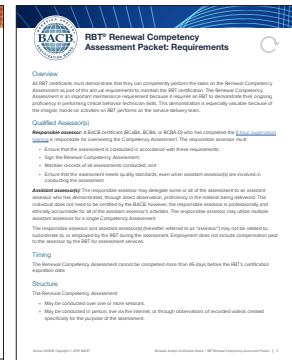 BACB
RBT® Renewal Competency
Assessment Packet: Requirements
Overview
All RBT certificants must demonstrate that they can competently perform the tasks on the Renewal Competency
Assessment as part of the annual requirements to maintain the RBT certification. The Renewal Competency
Assessment is an important maintenance requirement because it requires an RBT to demonstrate their ongoing
proficiency in performing critical behavior technician skills. This demonstration is especially valuable because of
the integral, hands-on activities an RBT performs on the service-delivery team.
Qualified Assessor(s)
Responsible assessor: A BACB certificant (BCaBA, BCBA, or BCBA-D) who has completed the 8-hour supervision
training is responsible for overseeing the Competency Assessment. The responsible assessor must:
• Ensure that the assessment is conducted in accordance with these requirements;
• Sign the Renewal Competency Assessment;
• Maintain records of all assessments conducted; and
• Ensure that the assessment meets quality standards, even when assistant assessor(s) are involved in
conducting the assessment.
Assistant assessor(s): The responsible assessor may delegate some or all of the assessment to an assistant
assessor who has demonstrated, through direct observation, proficiency in the material being delivered. This
individual does not need to be certified by the BACB; however, the responsible assessor is professionally and
ethically accountable for all of the assistant assessor's activities. The responsible assessor may utilize multiple
assistant assessors for a single Competency Assessment.
The responsible assessor and assistant assessor(s) (hereafter referred to as "assessor") may not be related to,
subordinate to, or employed by the RBT during the assessment. Employment does not include compensation paid
to the assessor by the RBT for assessment services.
Timing
The Renewal Competency Assessment cannot be completed more than 45 days before the RBT's certification
expiration date.
Structure
The Renewal Competency Assessment:
• May be conducted over one or more sessions.
• May be conducted in person, live via the internet, or through observations of recorded videos created
specifically for the purpose of the assessment.